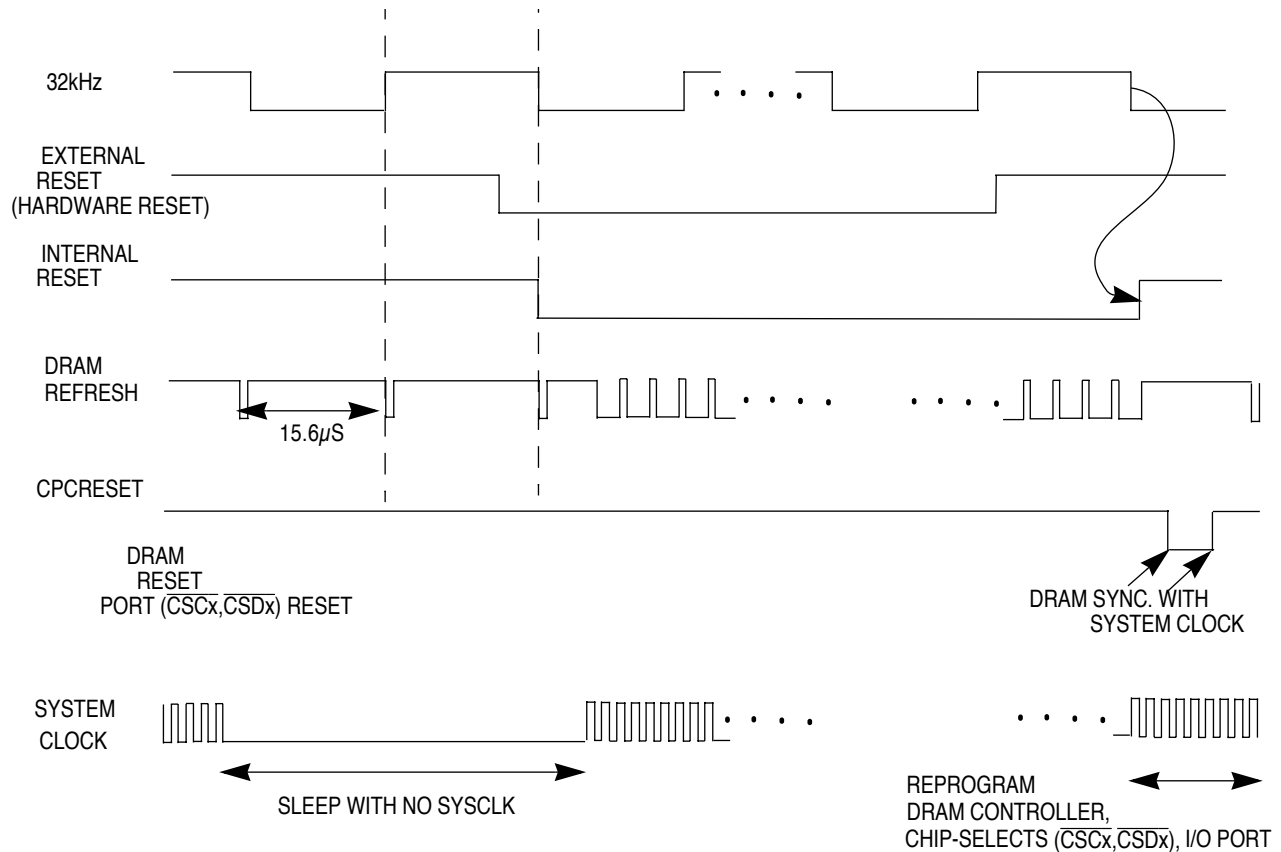 32kHz
EXTERNAL
RESET
(HARDWARE RESET)
INTERNAL
RESET
DRAM
REFRESH
15.6µS
CPCRESET
DRAM
RESET
PORT (CSCx,CSDx) RESET
DRAM SYNC. WITH
SYSTEM CLOCK
SYSTEM
CLOCK
SLEEP WITH NO SYSCLK
REPROGRAM
DRAM CONTROLLER,
CHIP-SELECTS (CSCx,CSDx), I/O PORT